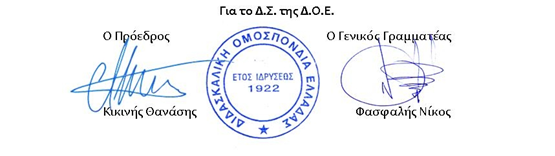 Για το Δ.Σ. της Δ.Ο.Ε.
Ο Πρόεδρος
Ο Γενικός Γραμματέας
ΔΙΔΑΣΚΑΛΙΚΗ ΟΜΟΣΠΟΝΔΙΑ ΕΛΛΑΔΑΣ
ΕΤΟΣ ΙΔΡΥΣΕΩΣ
1922
Κικινής Θανάσης
Φασφαλής Νίκος